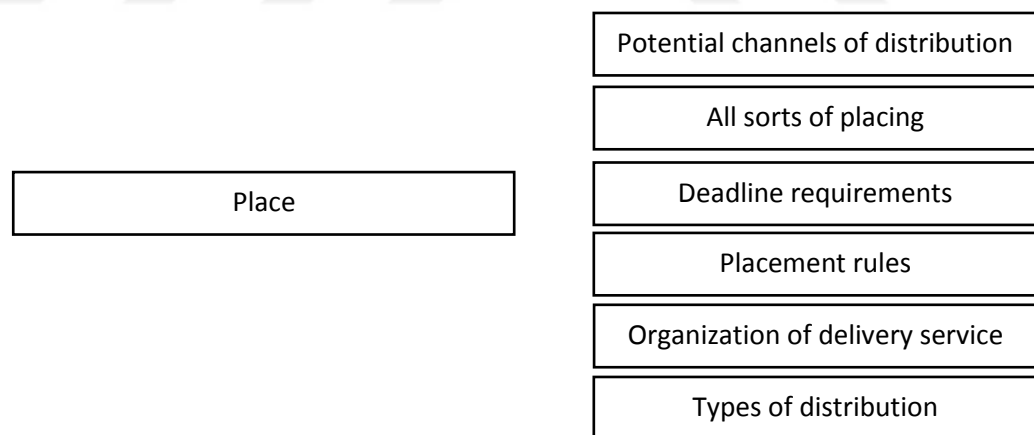 Potential channels of distribution
All sorts of placing
Deadline requirements
Place
Placement rules
Organization of delivery service
Types of distribution